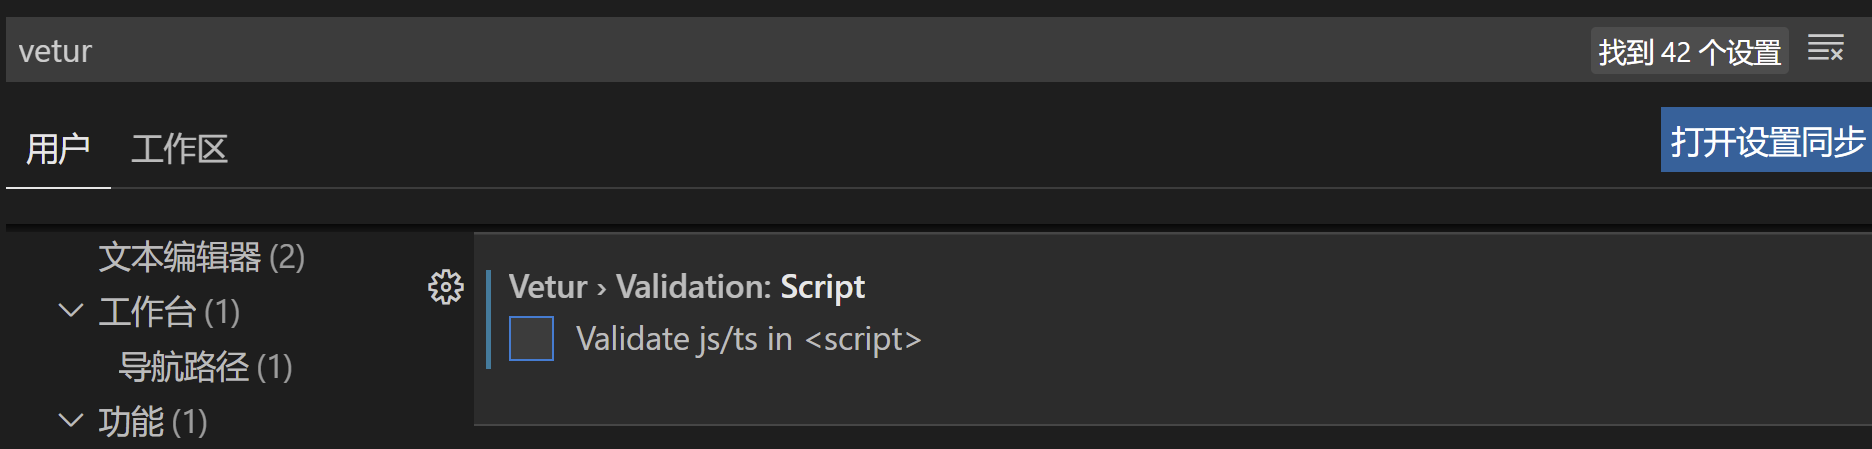 vetur
找到 42 个设置
用户
工作区
打开设置同步
文本编辑器 (2)
工作台 (1)
导航路径 (1)
功能 (1)
Vetur › Validation: Script
Validate js/ts in <script>